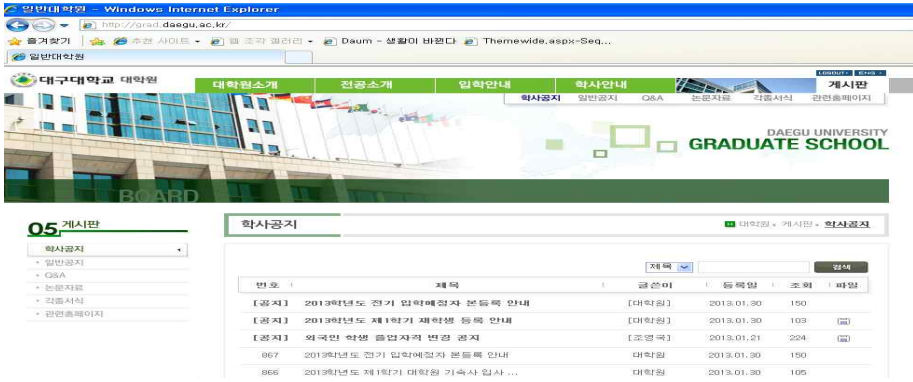 일반대학원 - Windows Internet Explorer
http://grad.daegu.ac.kr/
즐겨찾기 추천 사이트 웹 조각 갤러리 Daum - 생활이 바뀐다 Themewide.aspx-Seq...
일반대학원
LOGOUT ENG
대구대학교 대학원 대학원소개 전공소개 입학안내 학사안내 게시판
학사공지 일반공지 Q&A 논문자료 각종서식 관련홈페이지
DAEGU UNIVERSITY
GRADUATE SCHOOL
BOARD
05 게시판
학사공지
일반공지
Q&A
논문자료
각종서식
관련홈페이지
학사공지 대학원 게시판 학사공지
제목 검색
번호 제목 글쓴이 등록일 조회 파일
[공지] 2013학년도 전기 입학예정자 본등록 안내 [대학원] 2013.01.30 150
[공지] 2013학년도 제1학기 재학생 등록 안내 [대학원] 2013.01.30 103
[공지] 외국인 학생 졸업자격 변경 공지 [조영국] 2013.01.21 224
867 2013학년도 전기 입학예정자 본등록 안내 대학원 2013.01.30 150
866 2013학년도 제1학기 대학원 기숙사 입사 ... 대학원 2013.01.30 105